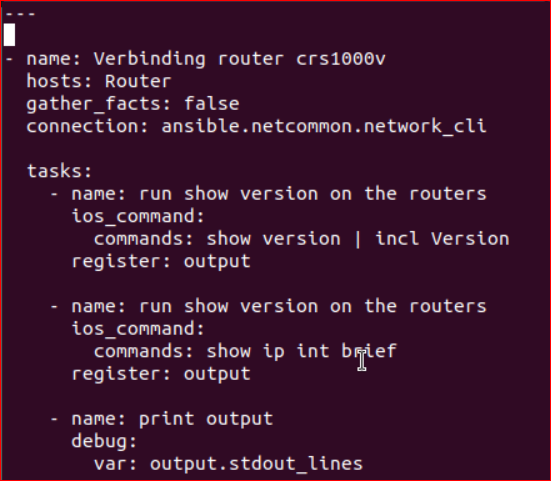 ---
- name: Verbinding router crs1000v
  hosts: Router
  gather_facts: false
  connection: ansible.netcommon.network_cli

  tasks:
    - name: run show version on the routers
      ios_command:
        commands: show version | incl Version
      register: output

    - name: run show version on the routers
      ios_command:
        commands: show ip int brief
      register: output

    - name: print output
      debug:
        var: output.stdout_lines